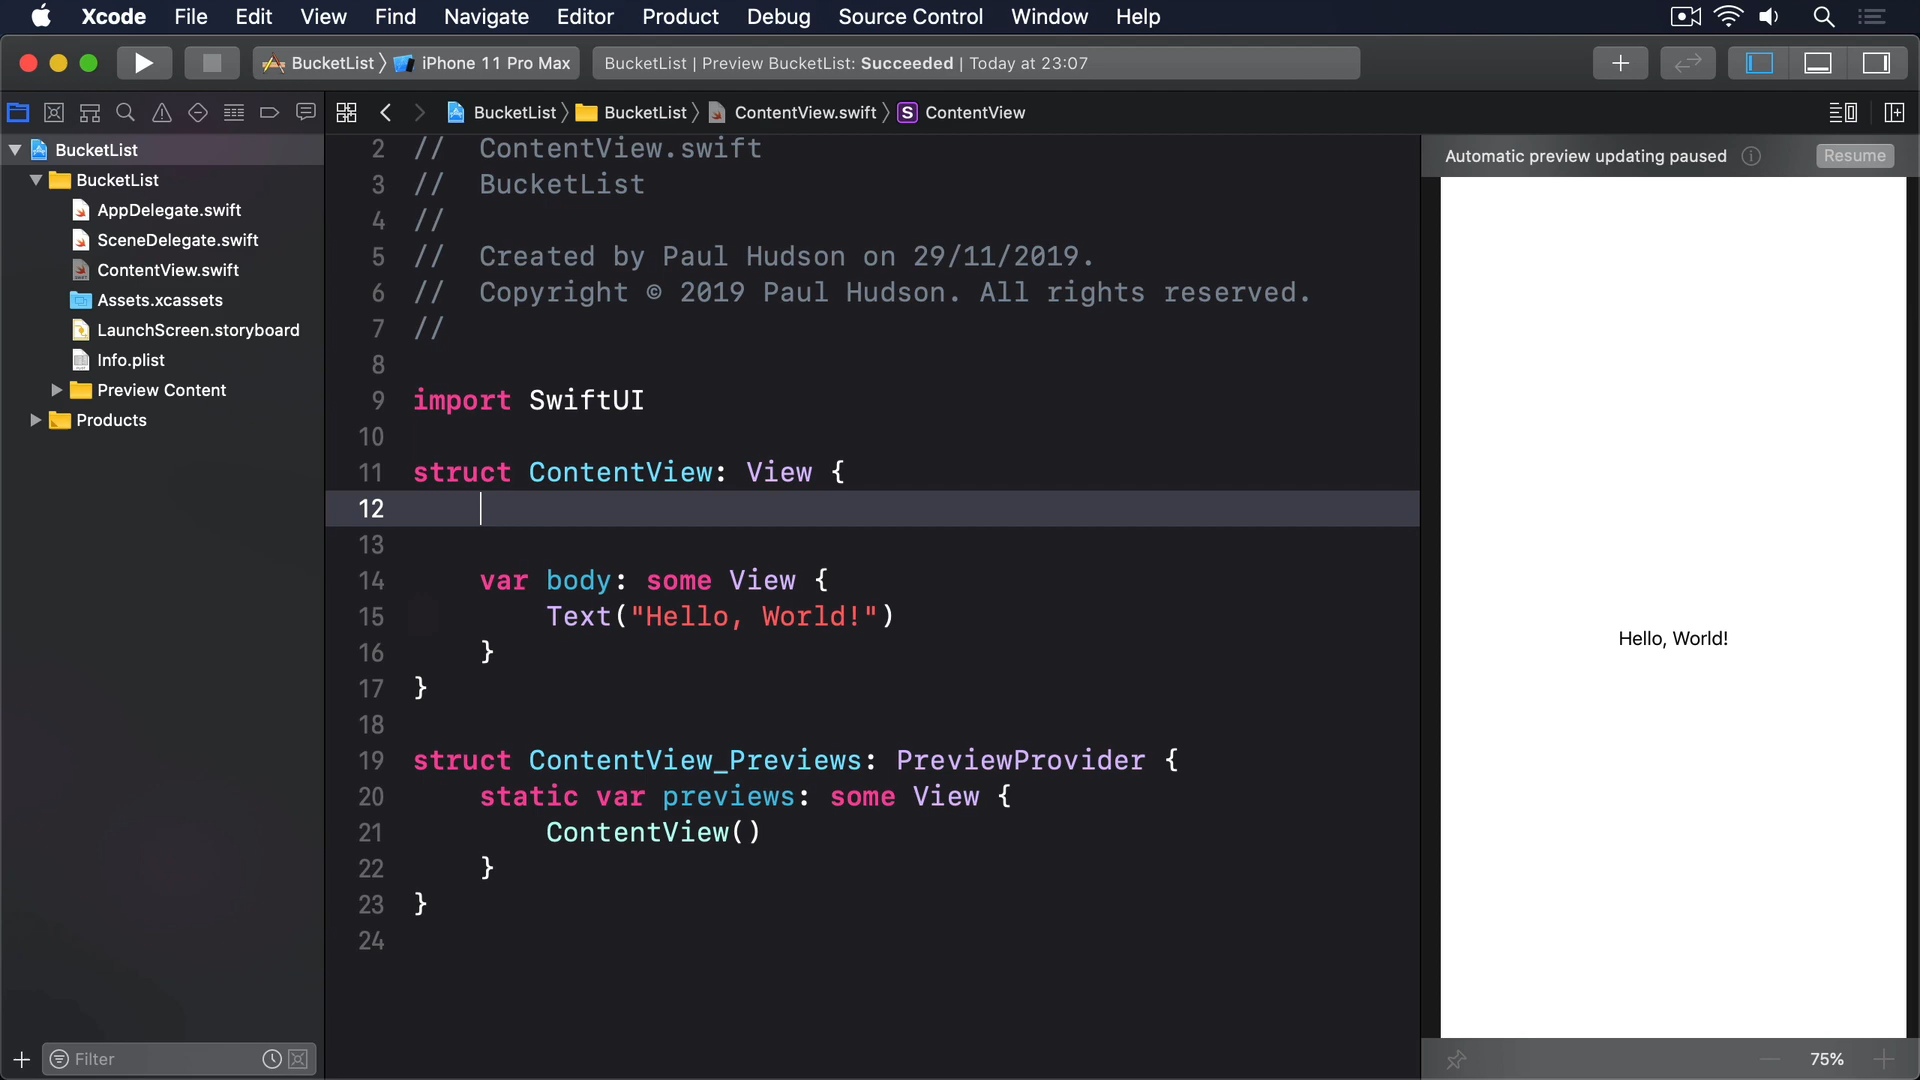 Xcode File Edit View Find Navigate Editor Product Debug Source Control Window Help
BucketList 〉 iPhone 11 Pro Max
BucketList | Preview BucketList: Succeeded | Today at 23:07
BucketList 〉 BucketList 〉 ContentView.swift 〉 S ContentView
BucketList
BucketList
AppDelegate.swift
SceneDelegate.swift
ContentView.swift
Assets.xcassets
LaunchScreen.storyboard
Info.plist
Preview Content
Products
Filter
2 //  ContentView.swift
3 //  BucketList
4 //
5 //  Created by Paul Hudson on 29/11/2019.
6 //  Copyright © 2019 Paul Hudson. All rights reserved.
7 //
8
9 import SwiftUI
10
11 struct ContentView: View {
12
13
14     var body: some View {
15         Text("Hello, World!")
16     }
17 }
18
19 struct ContentView_Previews: PreviewProvider {
20     static var previews: some View {
21         ContentView()
22     }
23 }
24
Automatic preview updating paused
Resume
Hello, World!
75%